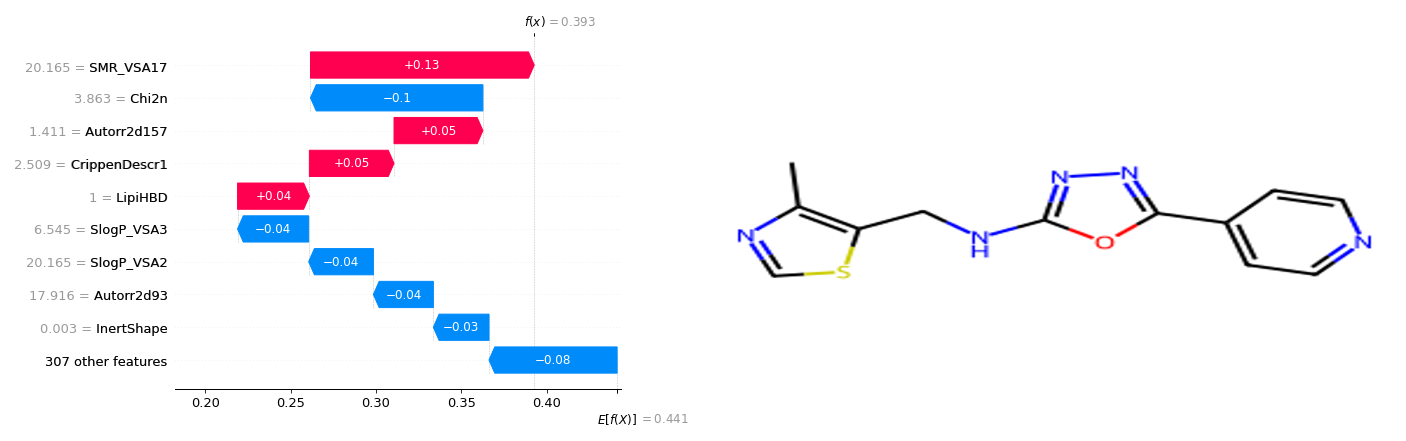 f(x) = 0.393
20.165 = SMR_VSA17
+0.13
3.863 = Chi2n
−0.1
1.411 = Autorr2d157
+0.05
2.509 = CrippenDescr1
+0.05
1 = LipiHBD
+0.04
6.545 = SlogP_VSA3
−0.04
20.165 = SlogP_VSA2
−0.04
17.916 = Autorr2d93
−0.04
0.003 = InertShape
−0.03
307 other features
−0.08
0.20 0.25 0.30 0.35 0.40
E[f(X)] = 0.441
N
S
N
H
N
N
O
N